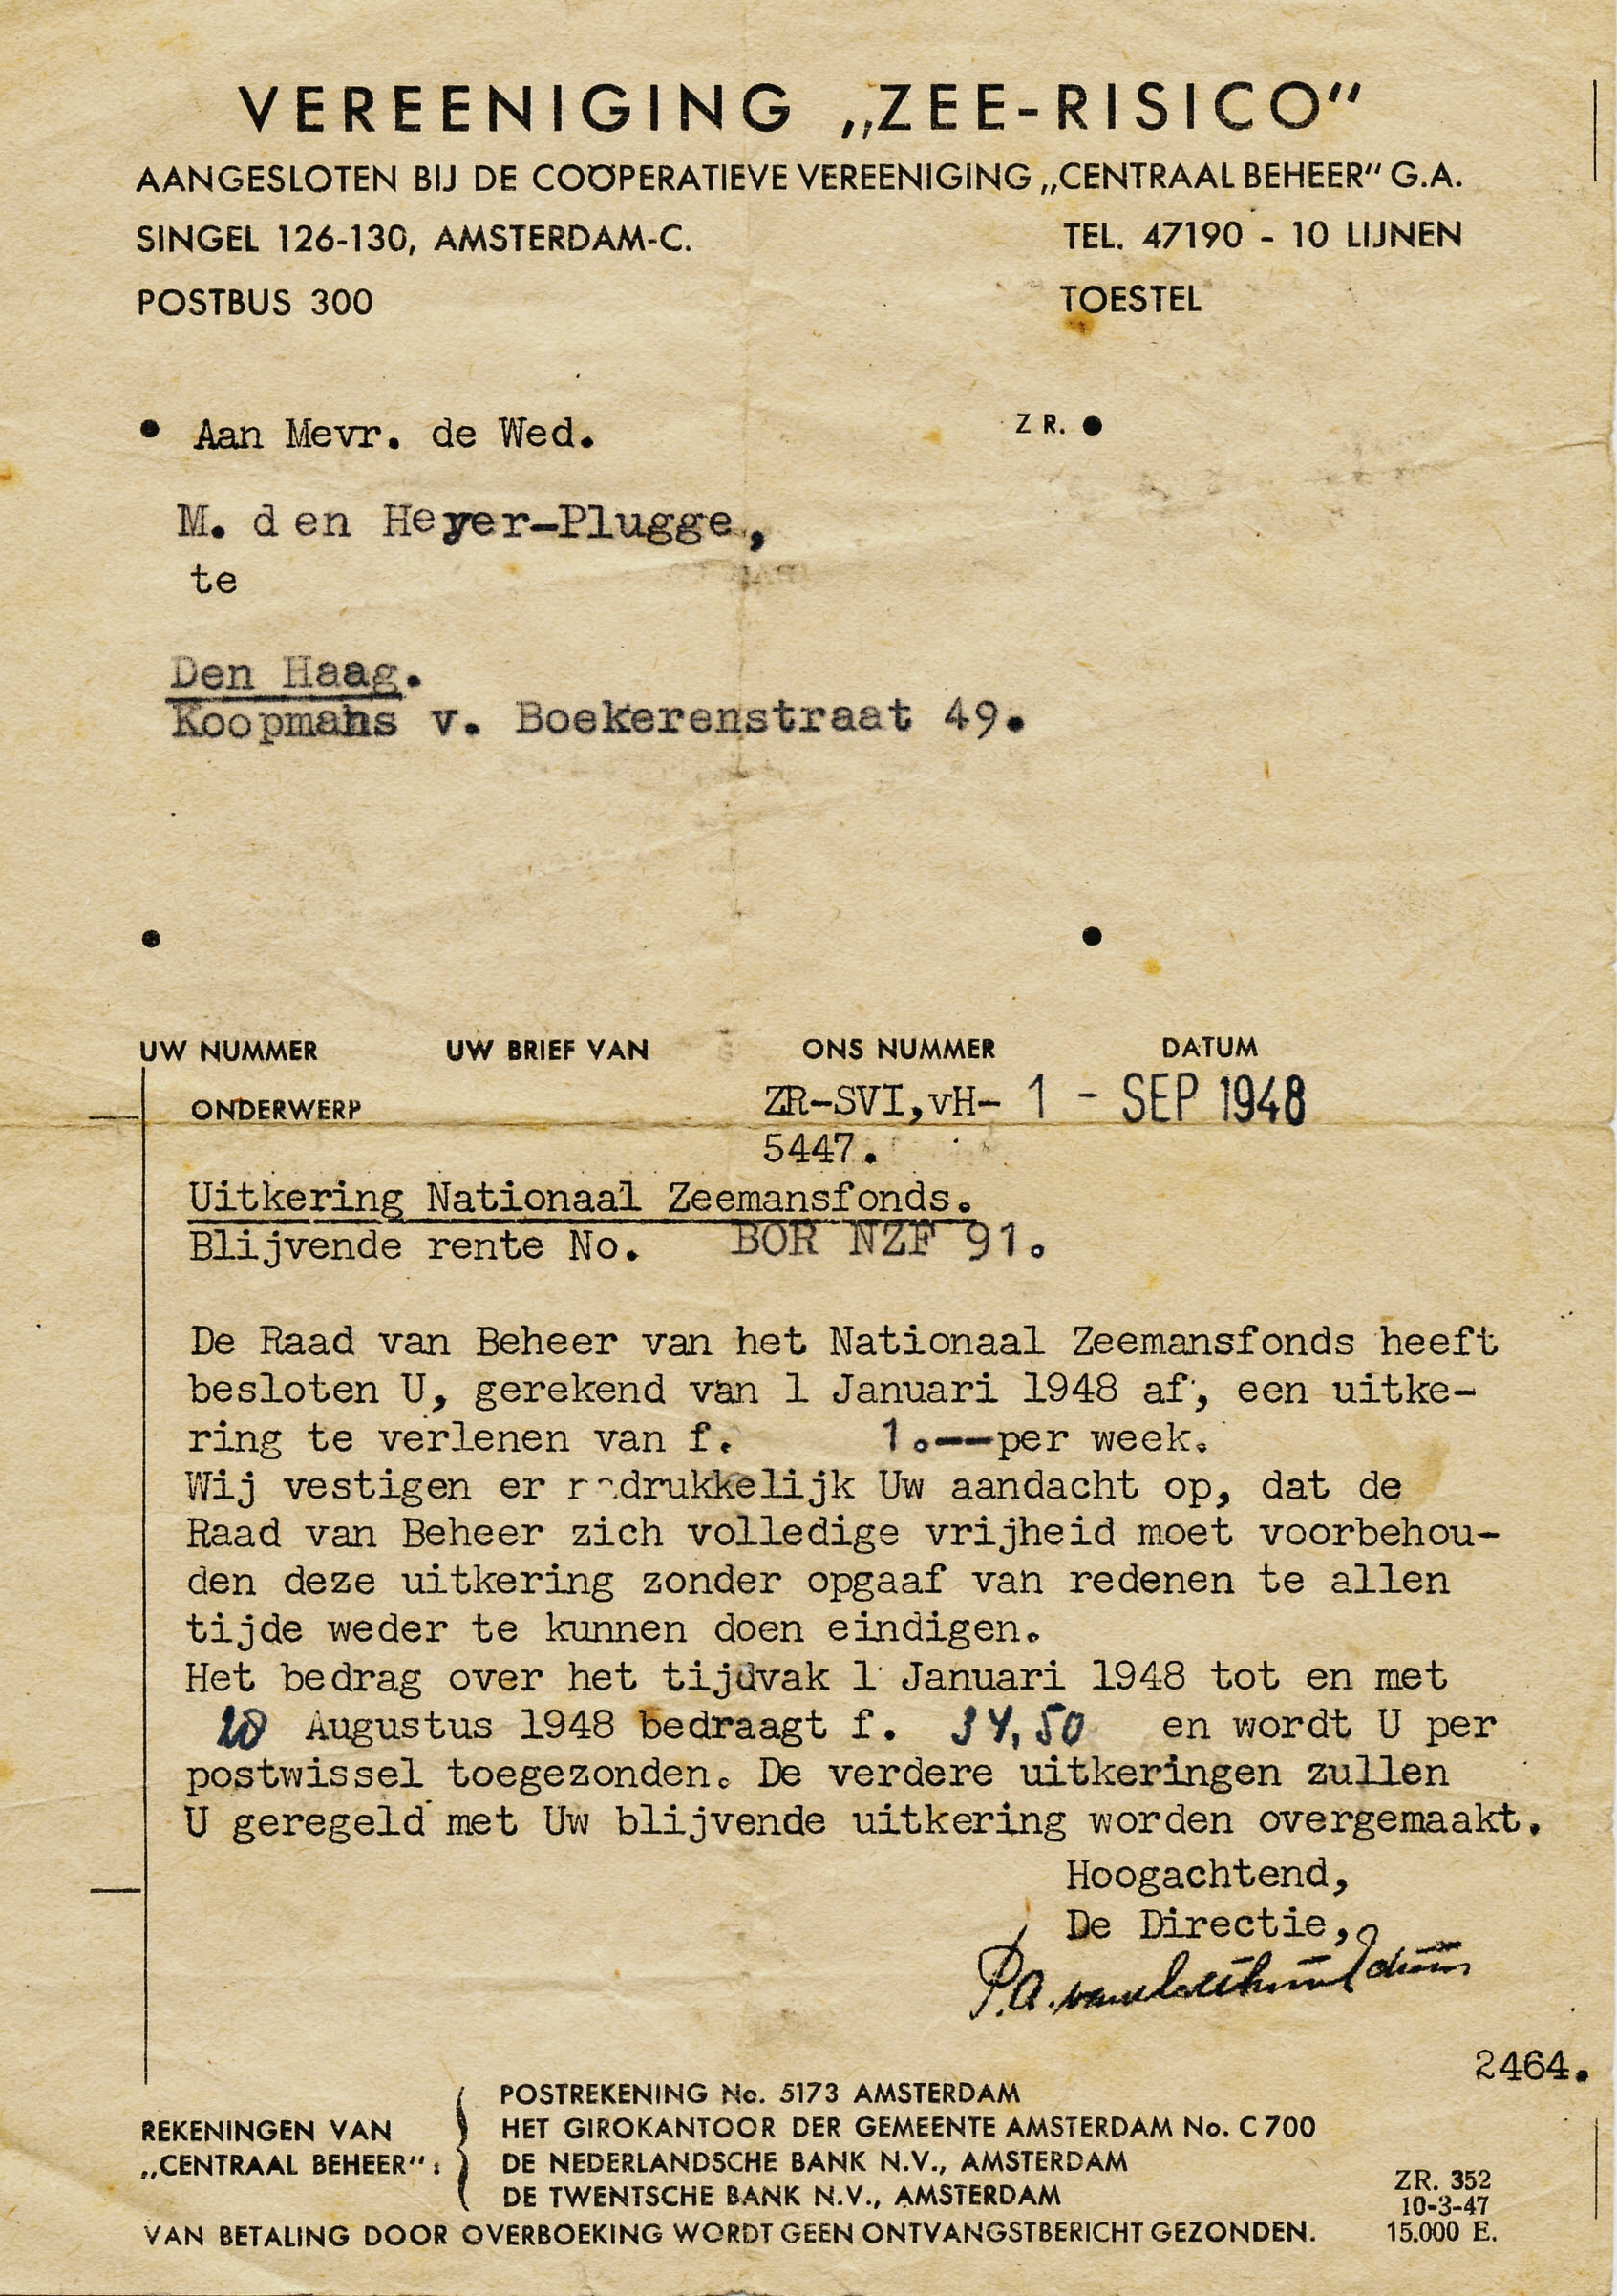 VEREENIGING „ZEE-RISICO“
AANGESLOTEN BIJ DE COÖPERATIEVE VEREENIGING „CENTRAAL BEHEER“ G.A.
SINGEL 126-130, AMSTERDAM-C. TEL. 47190 - 10 LIJNEN
POSTBUS 300 TOESTEL
Aan Mevr. de Wed. Z R.
M. den Heyer-Plugge,
te
Den Haag.
Koopmans v. Boekerenstraat 49.
UW NUMMER UW BRIEF VAN ONS NUMMER DATUM
ONDERWERP ZR-SVI,vH- 1 - SEP 1948
5447.
Uitkering Nationaal Zeemansfonds.
Blijvende rente No. BOR NZF 91.
De Raad van Beheer van het Nationaal Zeemansfonds heeft
besloten U, gerekend van 1 Januari 1948 af, een uitke-
ring te verlenen van f. 1.--per week.
Wij vestigen er nadrukkelijk Uw aandacht op, dat de
Raad van Beheer zich volledige vrijheid moet voorbehou-
den deze uitkering zonder opgaaf van redenen te allen
tijde weder te kunnen doen eindigen.
Het bedrag over het tijdvak 1 Januari 1948 tot en met
Augustus 1948 bedraagt f. 34,50 en wordt U per
postwissel toegezonden. De verdere uitkeringen zullen
U geregeld met Uw blijvende uitkering worden overgemaakt.
Hoogachtend,
De Directie,
P.A.
2464.
REKENINGEN VAN „CENTRAAL BEHEER“:
POSTREKENING No. 5173 AMSTERDAM
HET GIROKANTOOR DER GEMEENTE AMSTERDAM No. C 700
DE NEDERLANDSCHE BANK N.V., AMSTERDAM
DE TWENTSCHE BANK N.V., AMSTERDAM
VAN BETALING DOOR OVERBOEKING WORDT GEEN ONTVANGSTBERICHT GEZONDEN.
ZR. 352
10-3-47
15.000 E.